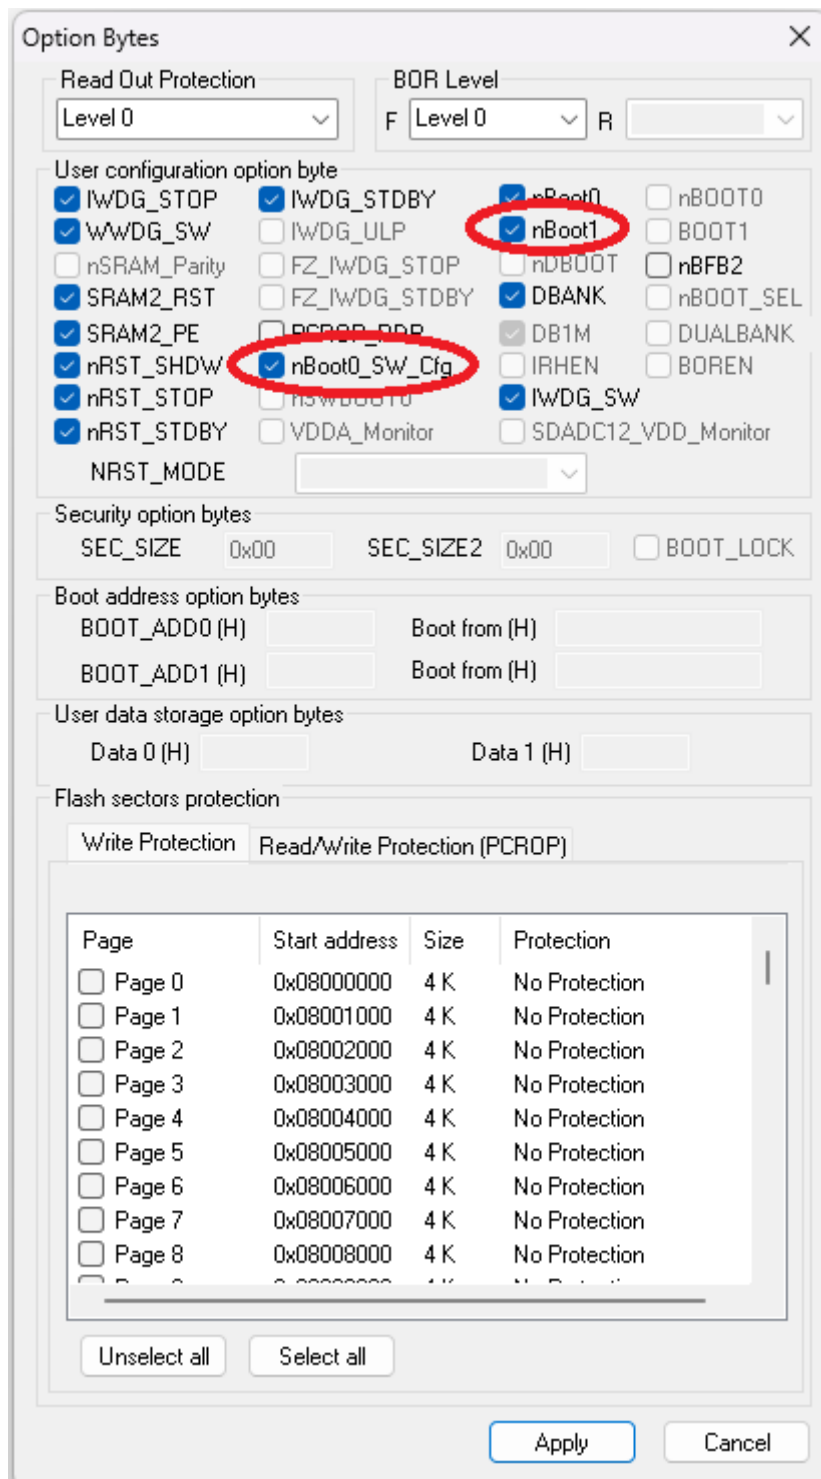 Option Bytes
Read Out Protection BOR Level
Level 0 F Level 0 R
User configuration option byte
IWDG_STOP IWDG_STDBY nBoot0 nBOOT0
WWDG_SW IWDG_ULP nBoot1 BOOT1
nSRAM_Parity FZ_IWDG_STOP nDBOOT nBFB2
SRAM2_RST FZ_IWDG_STDBY DBANK nBOOT_SEL
SRAM2_PE PCROP_RDP DB1M DUALBANK
nRST_SHDW nBoot0_SW_Cfg IRHEN BOREN
nRST_STOP nSWBOOT0 IWDG_SW
nRST_STDBY VDDA_Monitor SDADC12_VDD_Monitor
NRST_MODE
Security option bytes
SEC_SIZE 0x00 SEC_SIZE2 0x00 BOOT_LOCK
Boot address option bytes
BOOT_ADD0 (H) Boot from (H)
BOOT_ADD1 (H) Boot from (H)
User data storage option bytes
Data 0 (H) Data 1 (H)
Flash sectors protection
Write Protection Read/Write Protection (PCROP)
Page Start address Size Protection
Page 0 0x08000000 4 K No Protection
Page 1 0x08001000 4 K No Protection
Page 2 0x08002000 4 K No Protection
Page 3 0x08003000 4 K No Protection
Page 4 0x08004000 4 K No Protection
Page 5 0x08005000 4 K No Protection
Page 6 0x08006000 4 K No Protection
Page 7 0x08007000 4 K No Protection
Page 8 0x08008000 4 K No Protection
Unselect all Select all
Apply Cancel